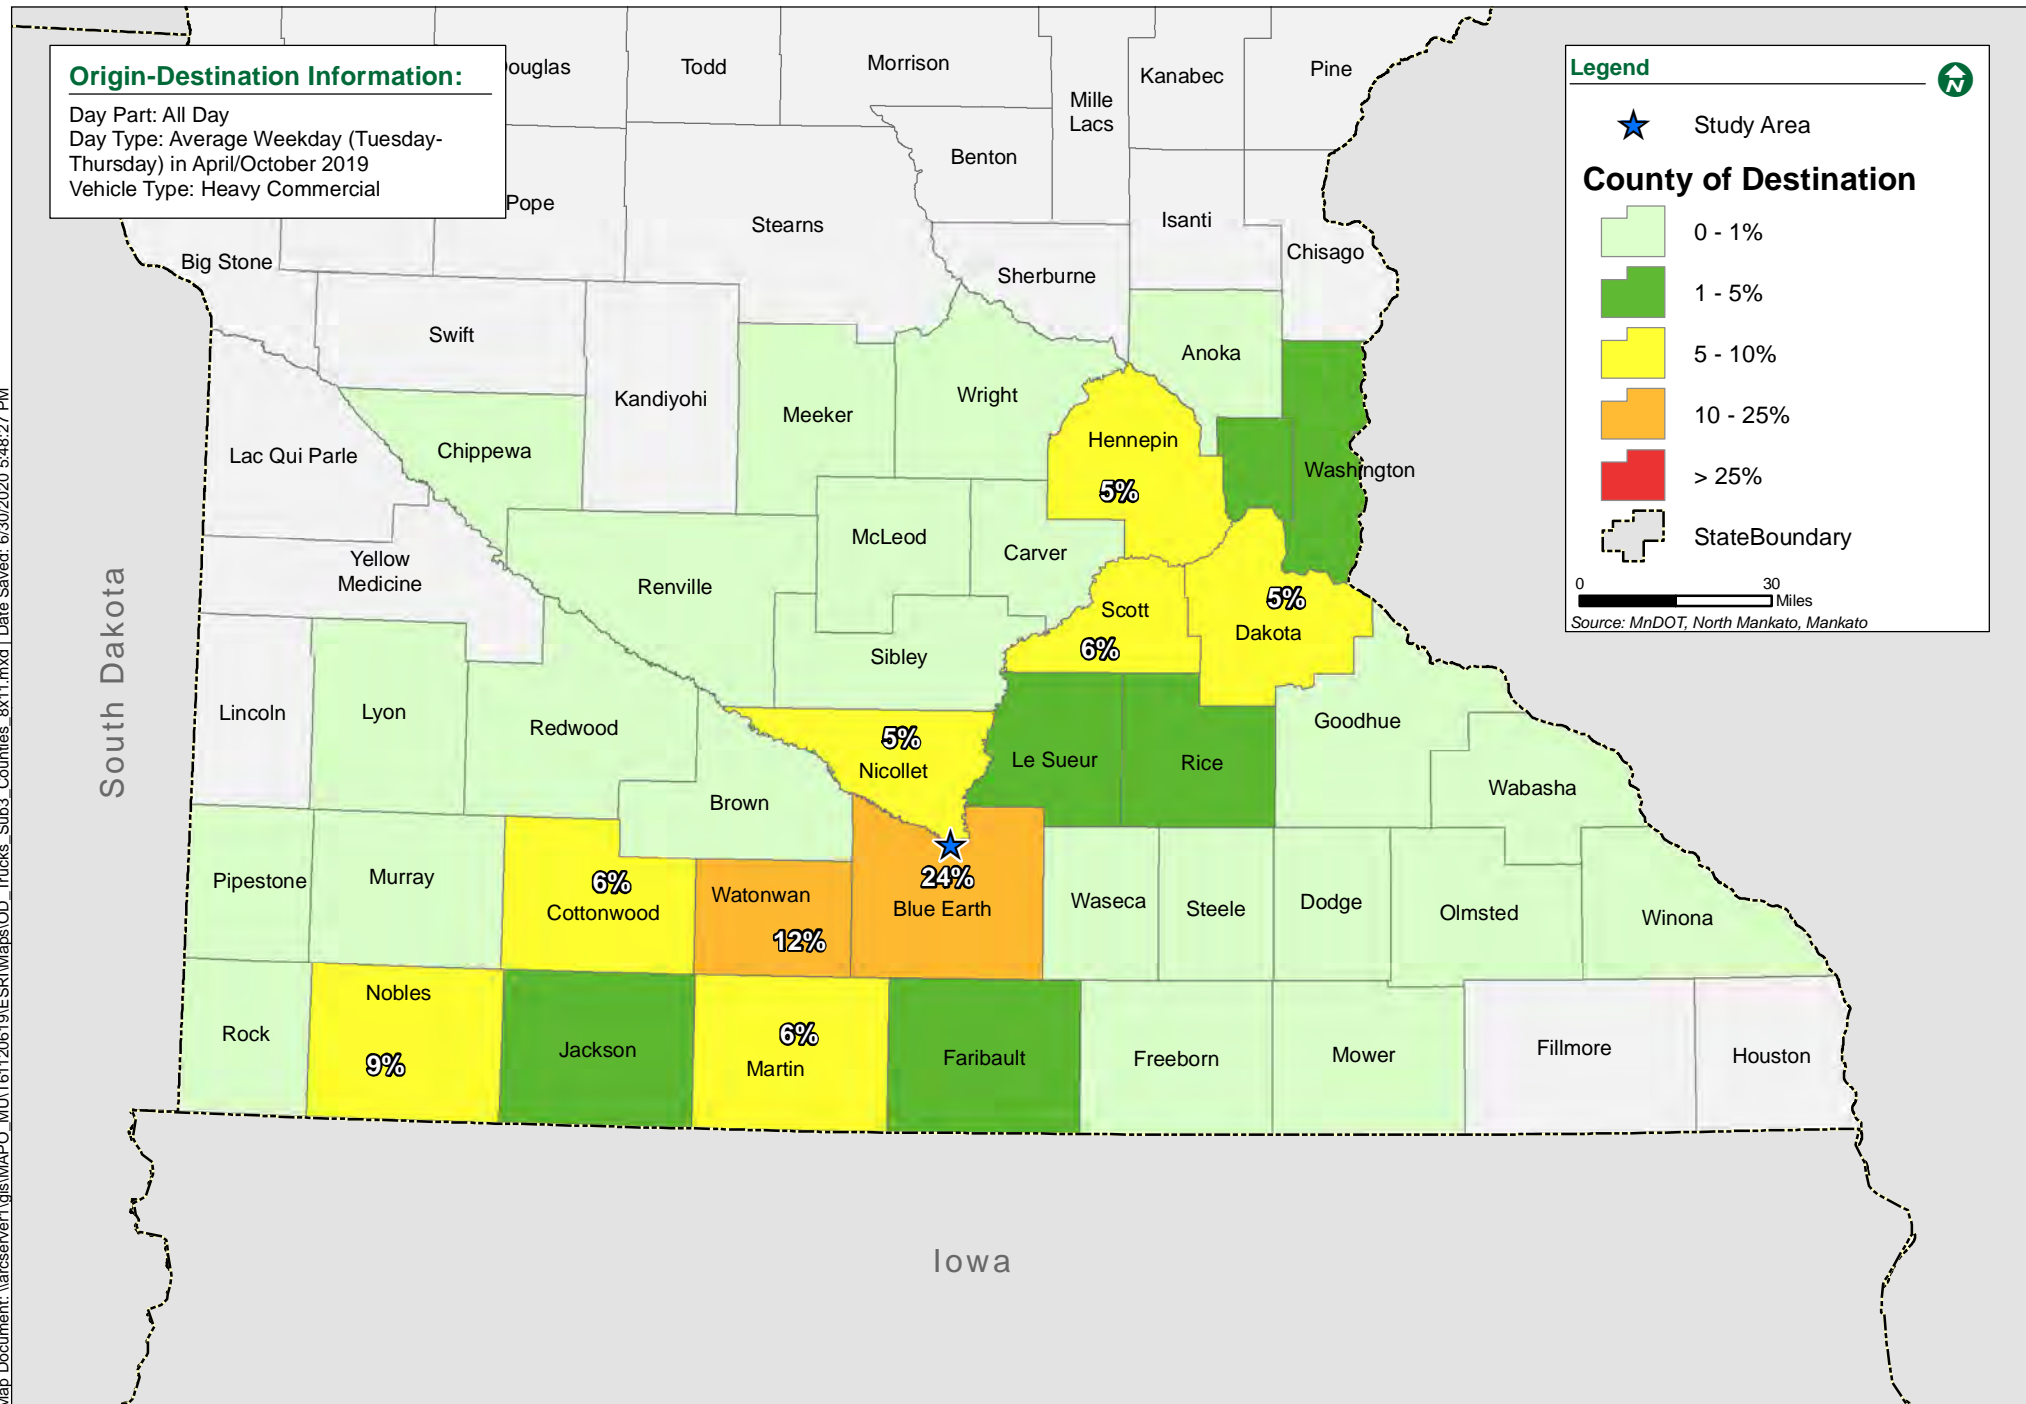 Origin-Destination Information:
Day Part: All Day
Day Type: Average Weekday (Tuesday-
Thursday) in April/October 2019
Vehicle Type: Heavy Commercial
Legend
N
Study Area
County of Destination
0 - 1%
1 - 5%
5 - 10%
10 - 25%
> 25%
StateBoundary
0 30
Miles
Source: MnDOT, North Mankato, Mankato
ouglas
Todd
Morrison
Mille
Lacs
Kanabec
Pine
Benton
Pope
Stearns
Isanti
Chisago
Big Stone
Sherburne
Swift
Kandiyohi
Meeker
Wright
Anoka
Hennepin
5%
Washington
Lac Qui Parle
Chippewa
McLeod
Carver
Yellow
Medicine
Renville
Scott
6%
5%
Dakota
Sibley
South Dakota
Lincoln
Lyon
Redwood
5%
Nicollet
Le Sueur
Rice
Goodhue
Wabasha
Brown
Pipestone
Murray
6%
Cottonwood
Watonwan
12%
24%
Blue Earth
Waseca
Steele
Dodge
Olmsted
Winona
Rock
Nobles
9%
Jackson
6%
Martin
Faribault
Freeborn
Mower
Fillmore
Houston
Iowa